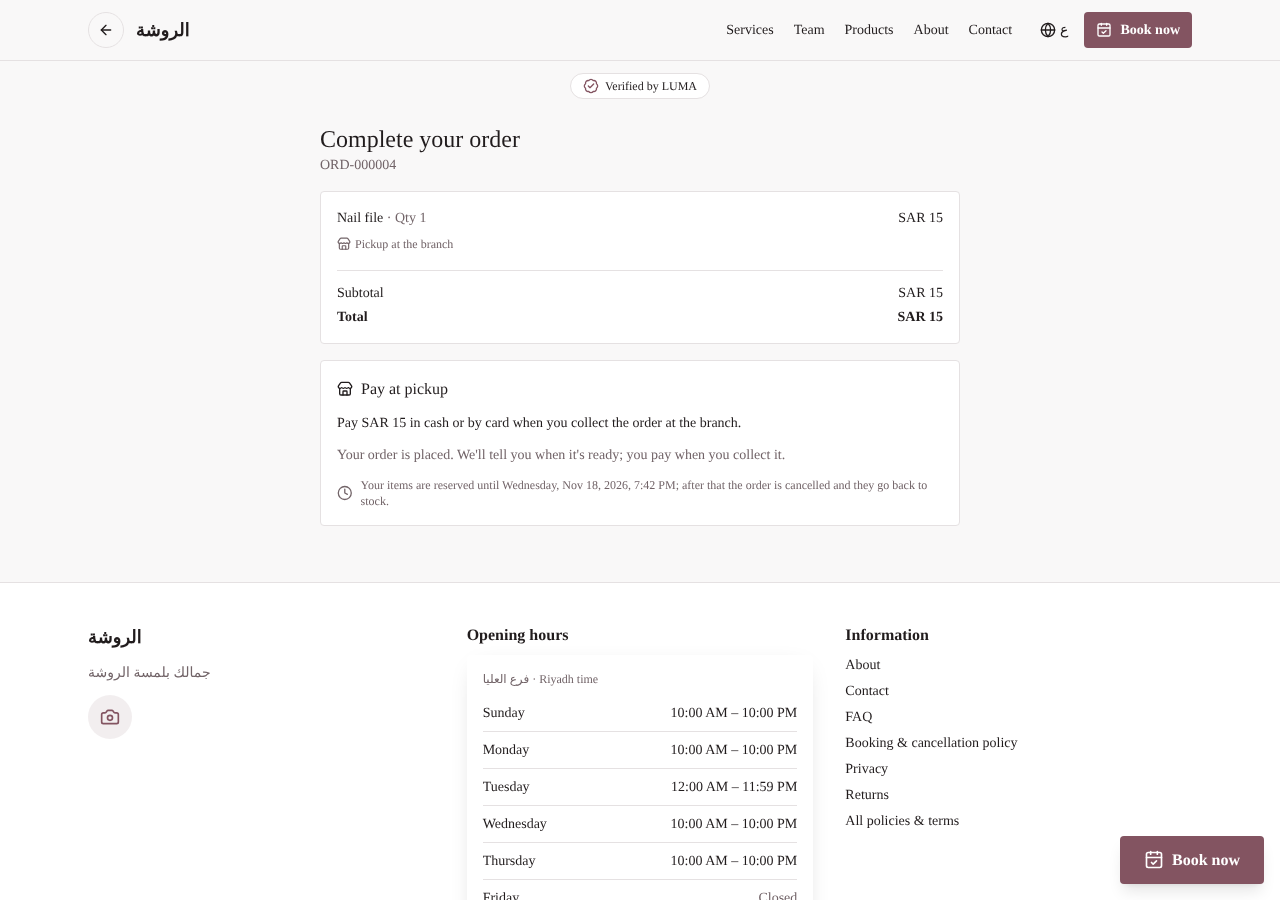 الروشة
Services
Team
Products
About
Contact
ع
Book now
Verified by LUMA
Complete your order
ORD-000004
Nail file · Qty 1
SAR 15
Pickup at the branch
Subtotal
SAR 15
Total
SAR 15
Pay at pickup
Pay SAR 15 in cash or by card when you collect the order at the branch.
Your order is placed. We'll tell you when it's ready; you pay when you collect it.
Your items are reserved until Wednesday, Nov 18, 2026, 7:42 PM; after that the order is cancelled and they go back to
stock.
الروشة
جمالك بلمسة الروشة
Opening hours
فرع العليا · Riyadh time
Sunday
10:00 AM – 10:00 PM
Monday
10:00 AM – 10:00 PM
Tuesday
12:00 AM – 11:59 PM
Wednesday
10:00 AM – 10:00 PM
Thursday
10:00 AM – 10:00 PM
Friday
Closed
Information
About
Contact
FAQ
Booking & cancellation policy
Privacy
Returns
All policies & terms
Book now